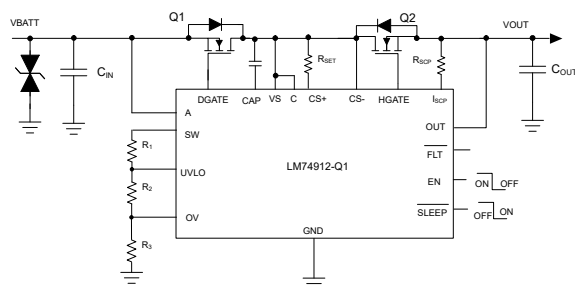 VBATT
Q1
Q2
VOUT
CIN
RSET
RSCP
COUT
DGATE
CAP
VS
C
CS+
CS-
HGATE
ISCP
A
SW
UVLO
OV
R1
R2
R3
LM74912-Q1
GND
OUT
FLT
EN
ON
OFF
SLEEP
OFF
ON